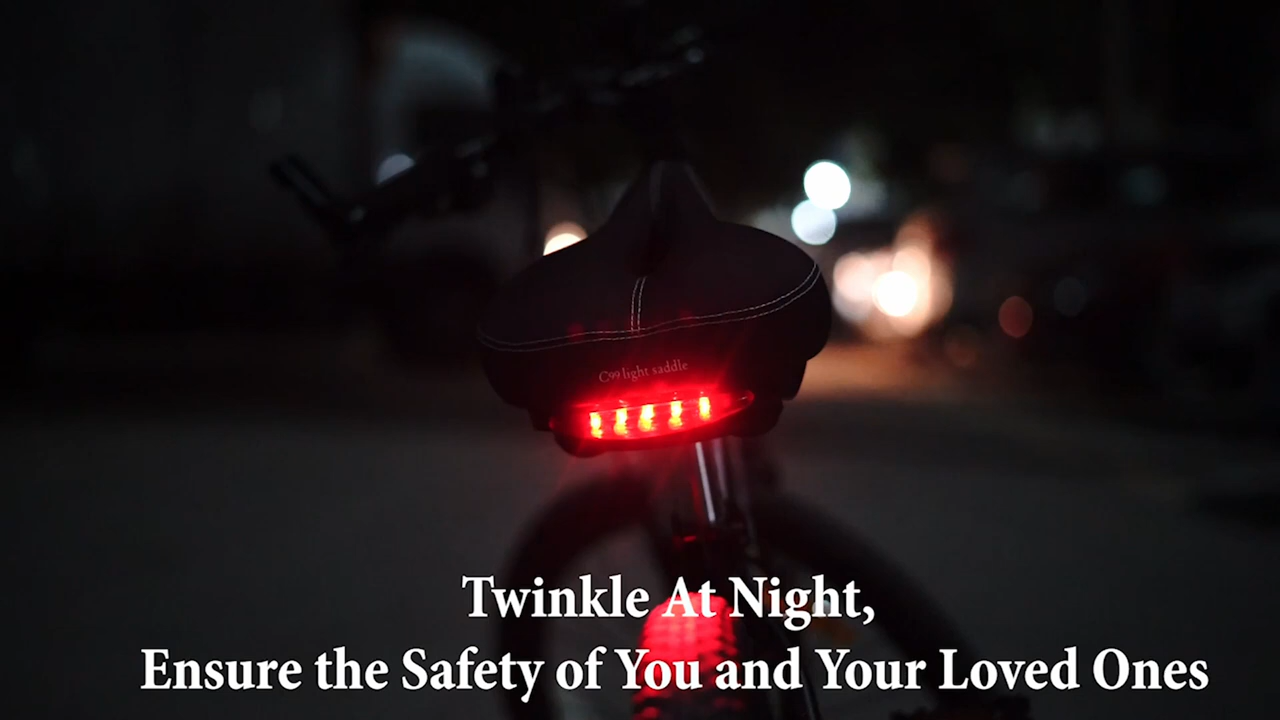 C99 light saddle
Twinkle At Night,
Ensure the Safety of You and Your Loved Ones